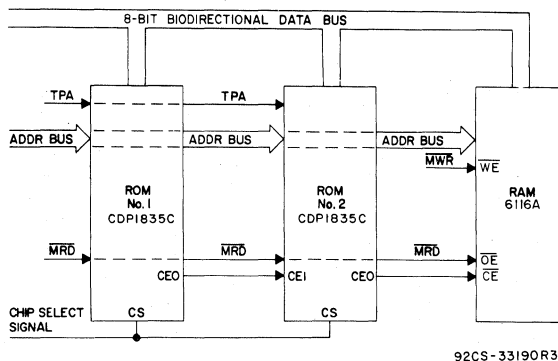 8-BIT BIODIRECTIONAL DATA BUS
TPA
TPA
ADDR BUS
ADDR BUS
ADDR BUS
MWR
WE
ROM
No. 1
CDP1835C
ROM
No. 2
CDP1835C
RAM
6116A
MRD
MRD
MRD
OE
CEO
CEI
CEO
CE
CHIP SELECT
SIGNAL
CS
CS
92CS-33190R3